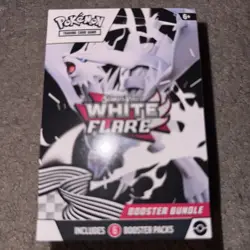 POKÉMON
TRADING CARD GAME
6+
WHITE
FLARE
BOOSTER BUNDLE
INCLUDES 6 BOOSTER PACKS